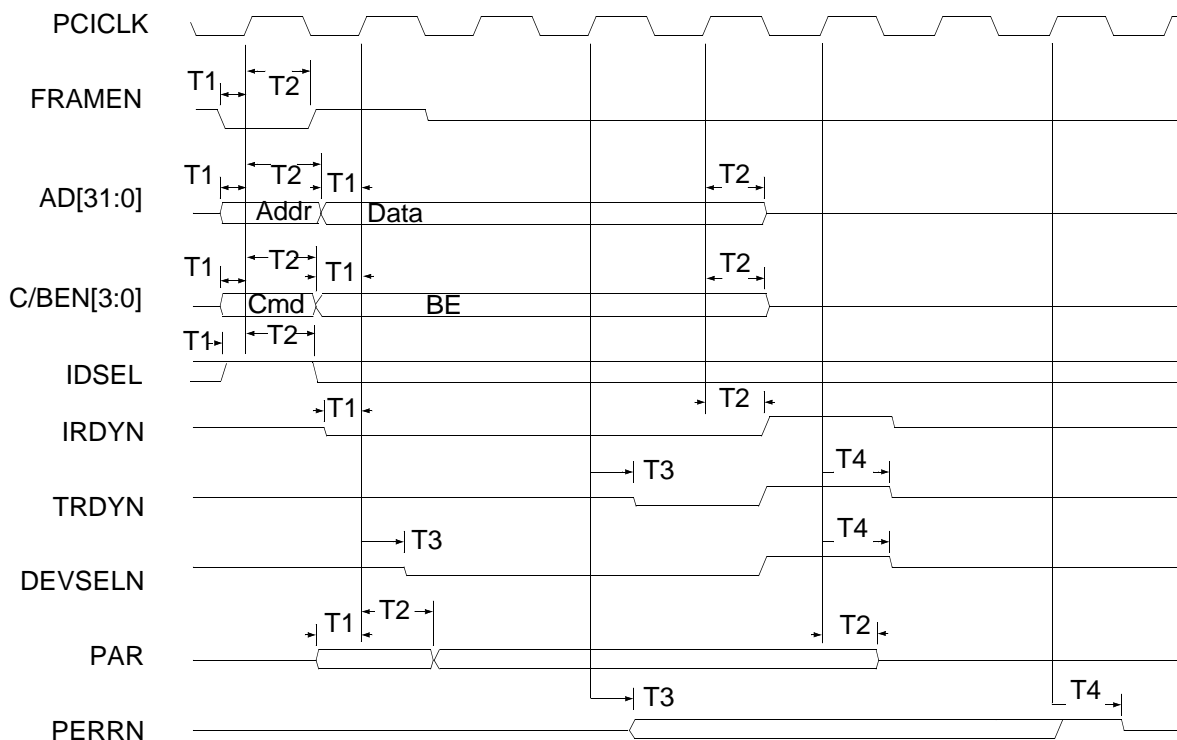 PCICLK
T1 T2
FRAMEN
T1 T2 T1 T2
AD[31:0]
Addr Data
T1 T2 T1 T2
C/BEN[3:0]
Cmd BE
T1 T2
IDSEL
T1 T2
IRDYN
T3 T4
TRDYN
T3 T4
DEVSELN
T1 T2 T2
PAR
T3 T4
PERRN